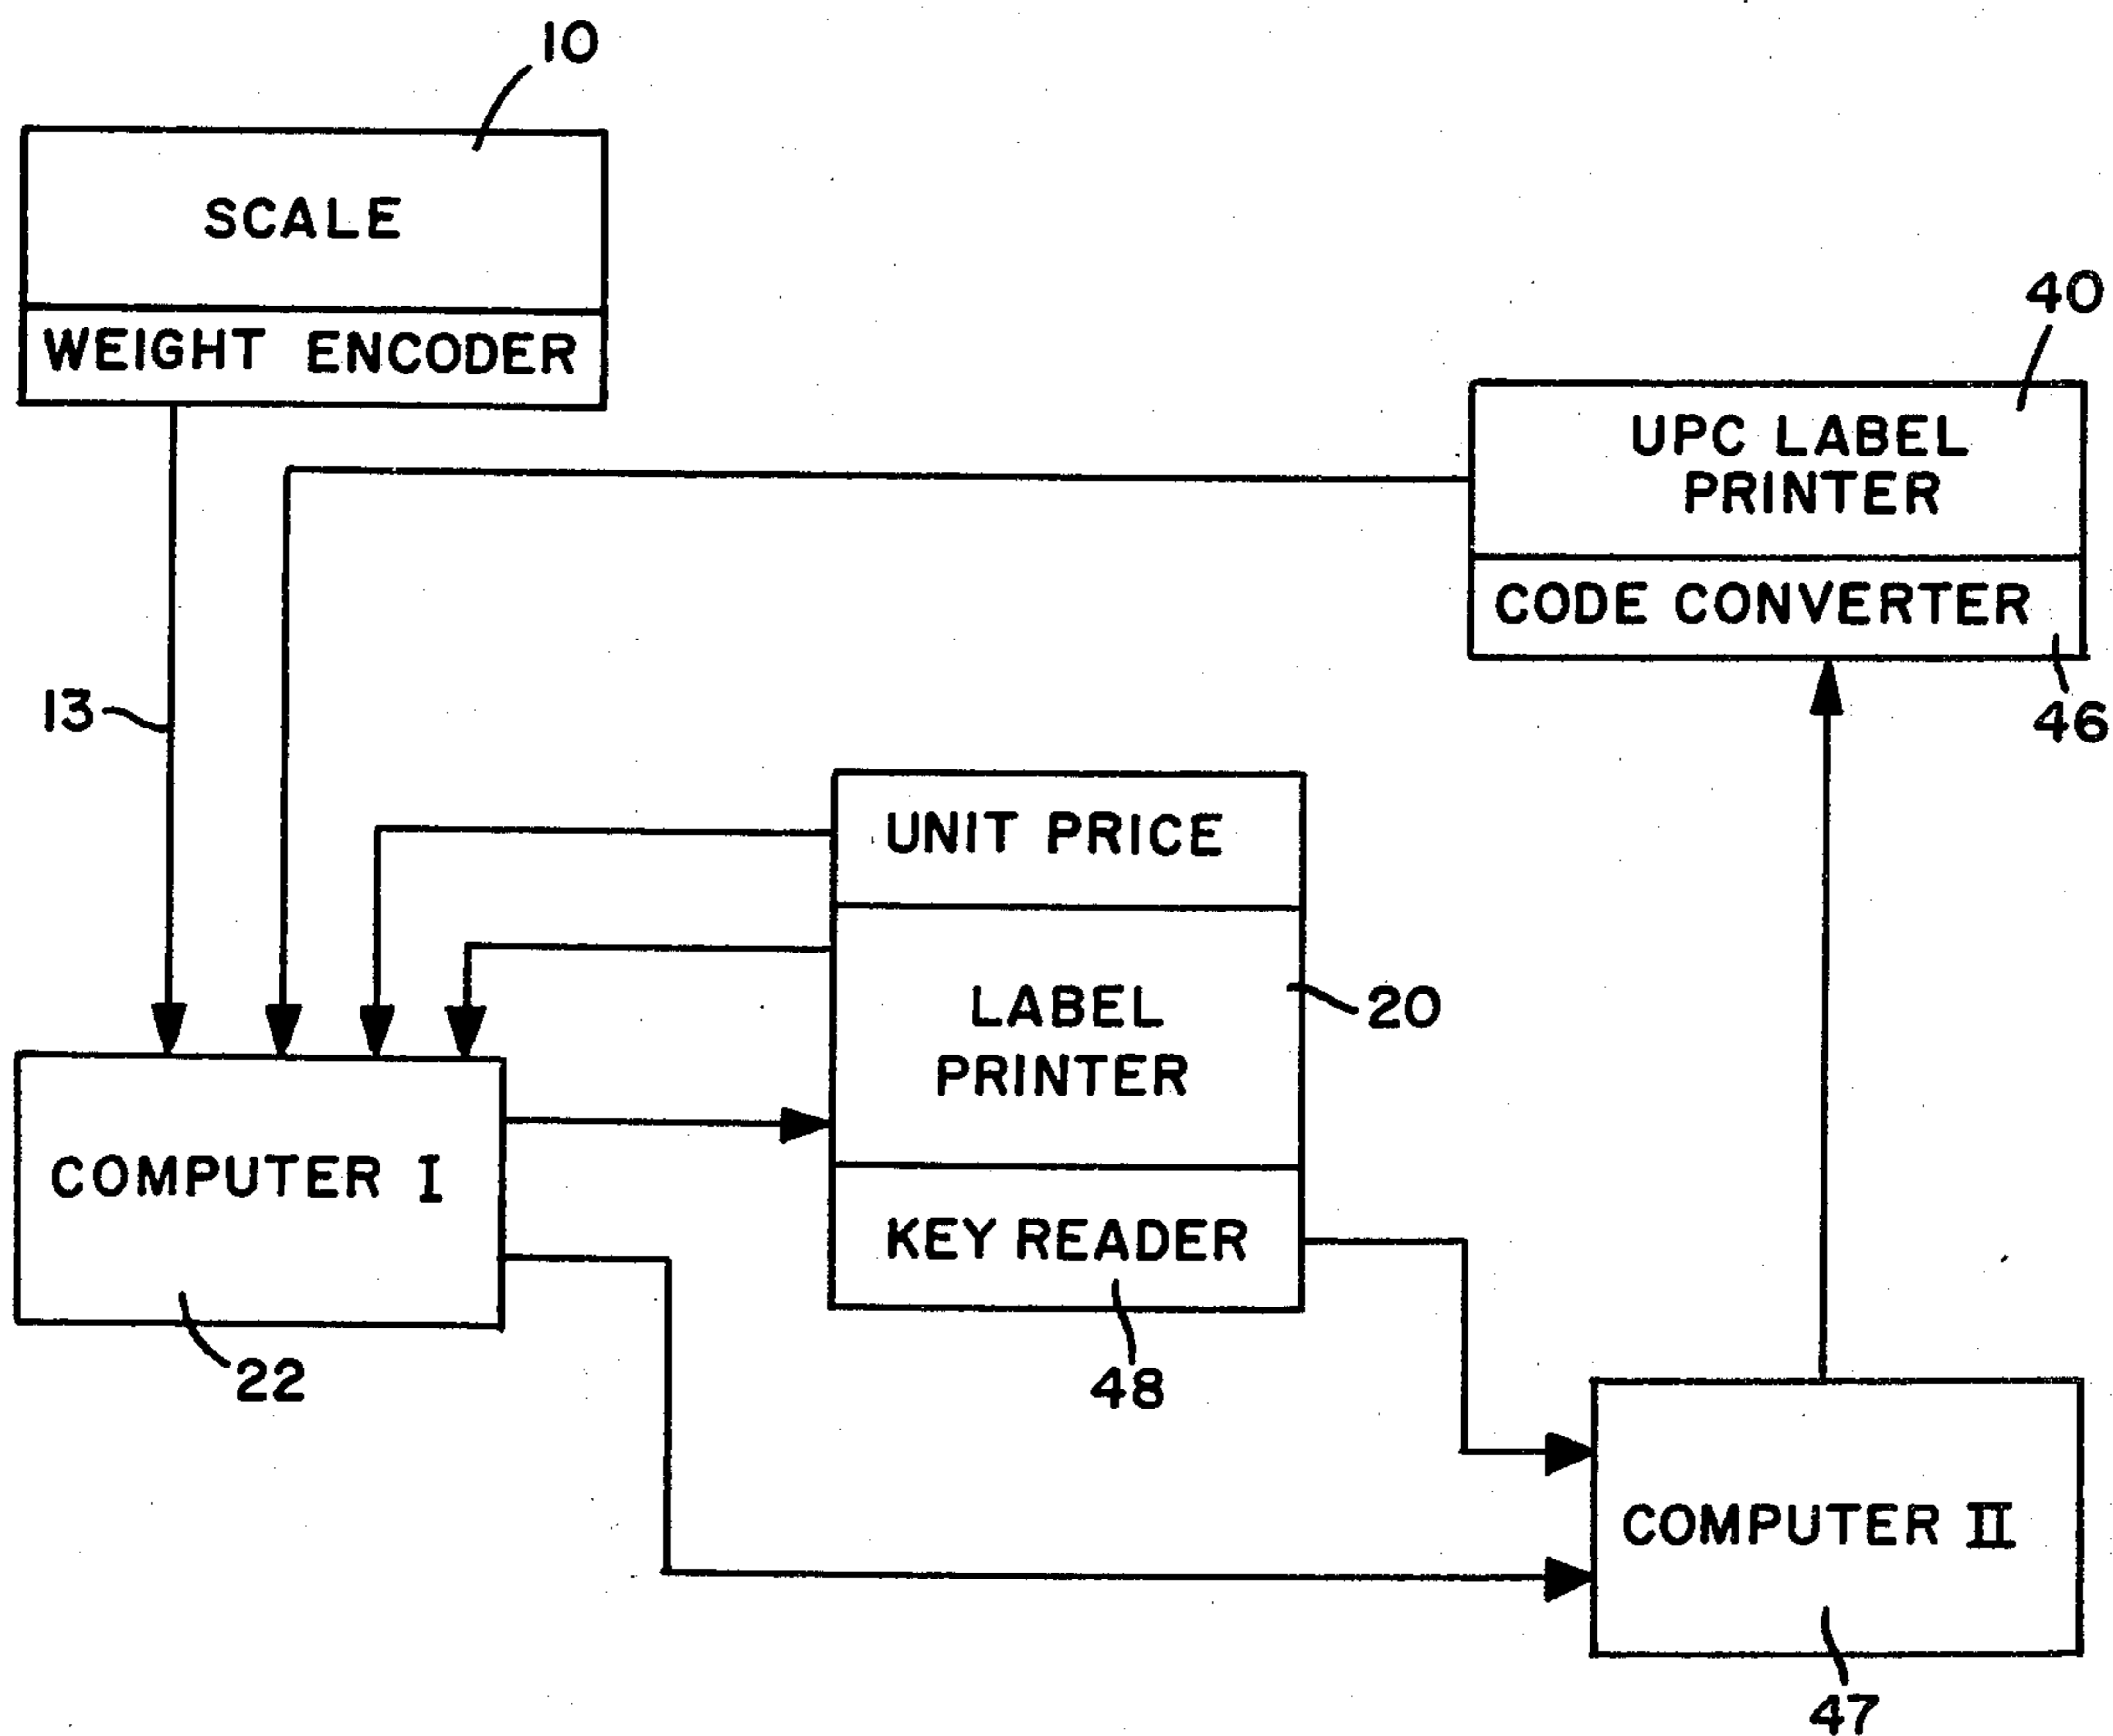 10
SCALE
WEIGHT ENCODER
40
UPC LABEL
PRINTER
CODE CONVERTER
46
13
UNIT PRICE
LABEL
PRINTER
20
COMPUTER I
KEY READER
22
48
COMPUTER II
47